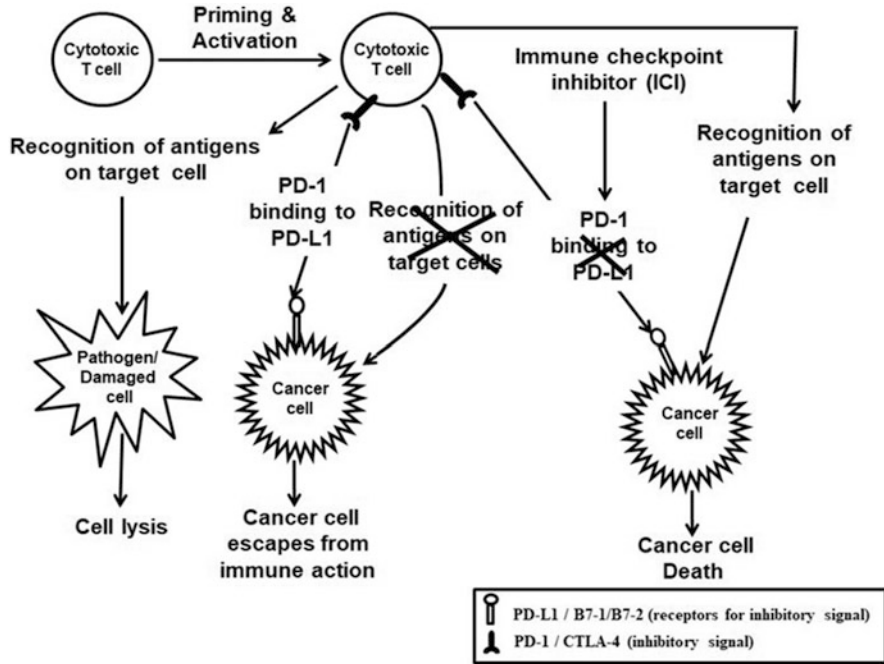 Priming &
Activation
Cytotoxic
T cell
Cytotoxic
T cell
Immune checkpoint
inhibitor (ICI)
Recognition of antigens
on target cell
PD-1
binding to
PD-L1
Recognition of
antigens on
target cells
PD-1
binding to
PD-L1
Recognition of
antigens on
target cell
Pathogen/
Damaged
cell
Cancer
cell
Cancer
cell
Cell lysis
Cancer cell
escapes from
immune action
Cancer cell
Death
PD-L1 / B7-1/B7-2 (receptors for inhibitory signal)
PD-1 / CTLA-4 (inhibitory signal)